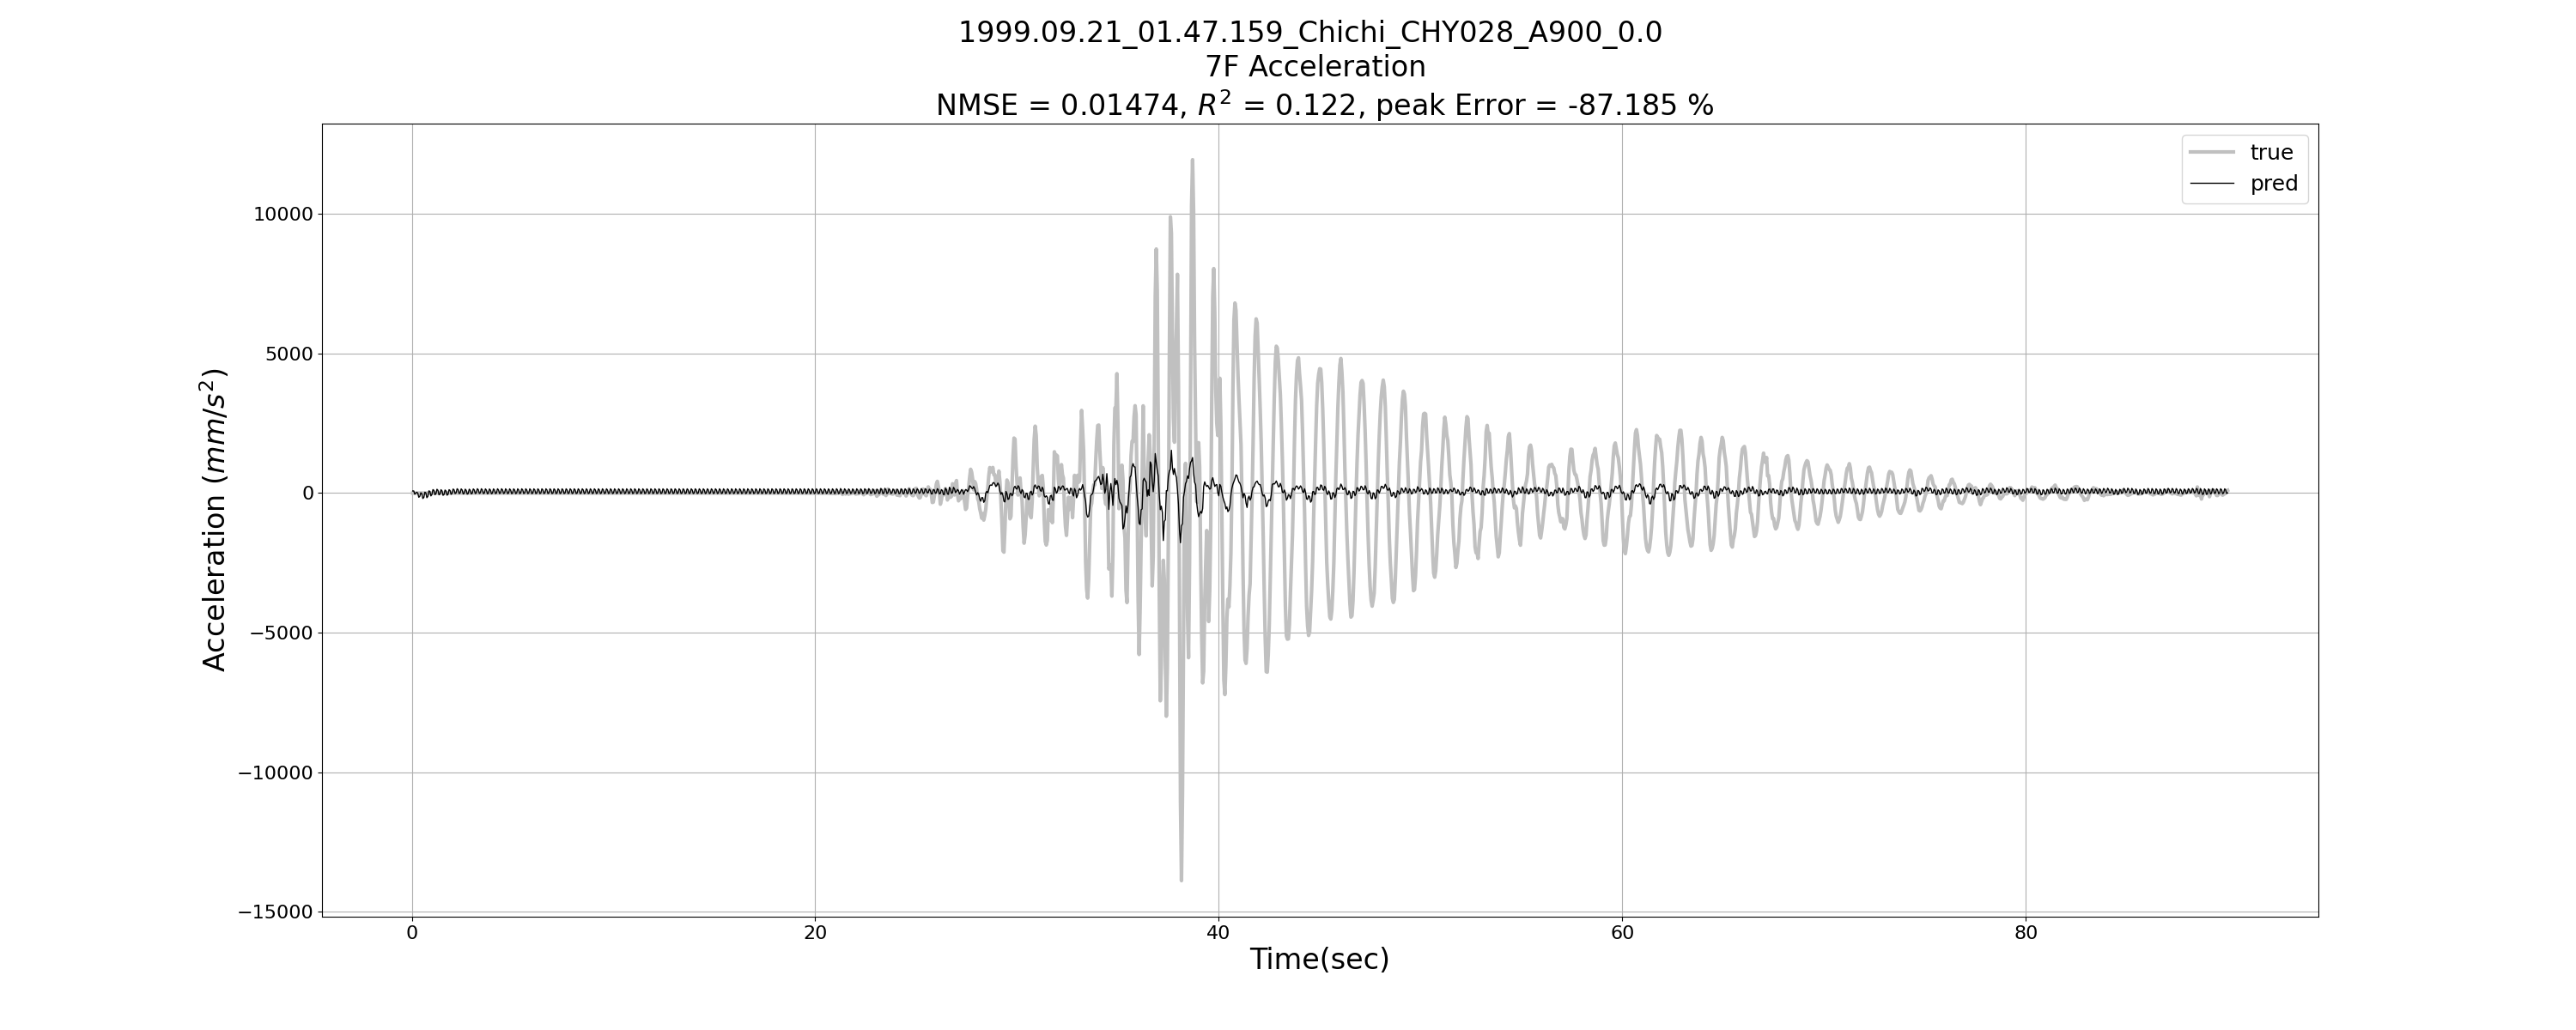 1999.09.21_01.47.159_Chichi_CHY028_A900_0.0
7F Acceleration
NMSE = 0.01474, R² = 0.122, peak Error = -87.185 %
true
pred
10000
5000
0
−5000
−10000
−15000
Acceleration (mm/s²)
0 20 40 60 80
Time(sec)